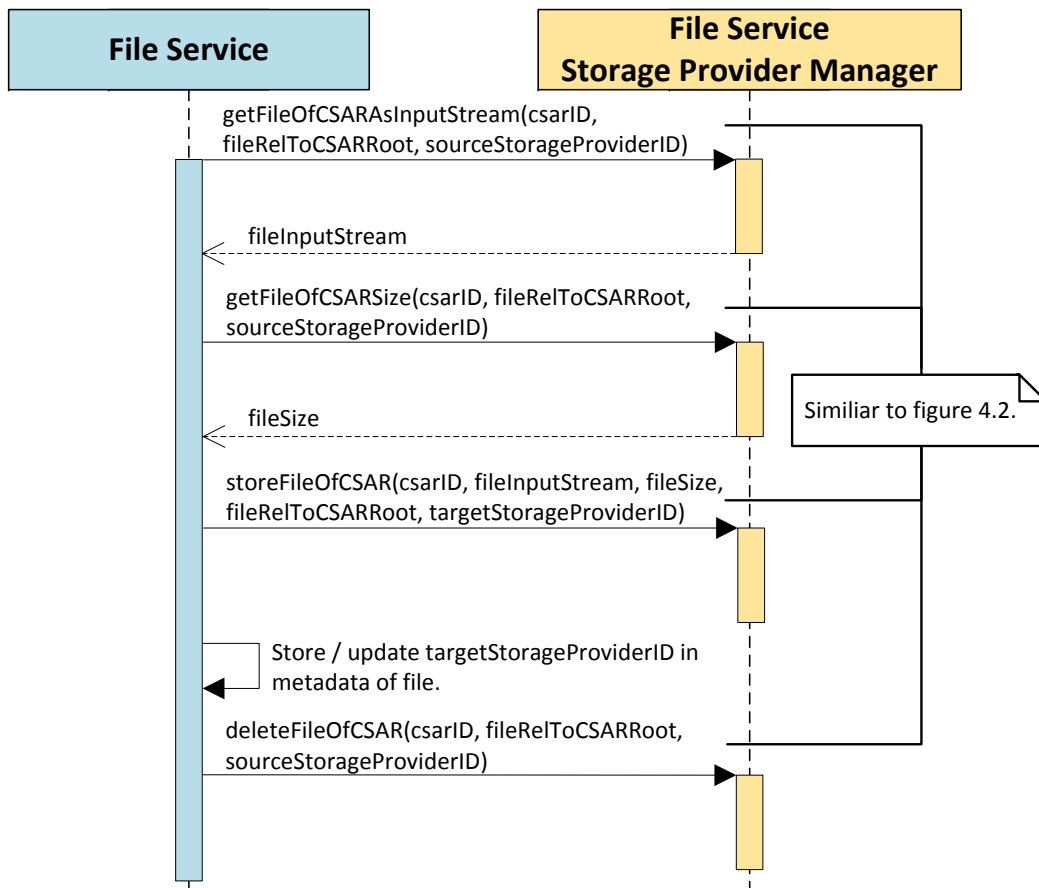 File Service
File Service
Storage Provider Manager
getFileOfCSARAsInputStream(csarID,
fileRelToCSARRoot, sourceStorageProviderID)
fileInputStream
getFileOfCSARSize(csarID, fileRelToCSARRoot,
sourceStorageProviderID)
Similiar to figure 4.2.
fileSize
storeFileOfCSAR(csarID, fileInputStream, fileSize,
fileRelToCSARRoot, targetStorageProviderID)
Store / update targetStorageProviderID in
metadata of file.
deleteFileOfCSAR(csarID, fileRelToCSARRoot,
sourceStorageProviderID)